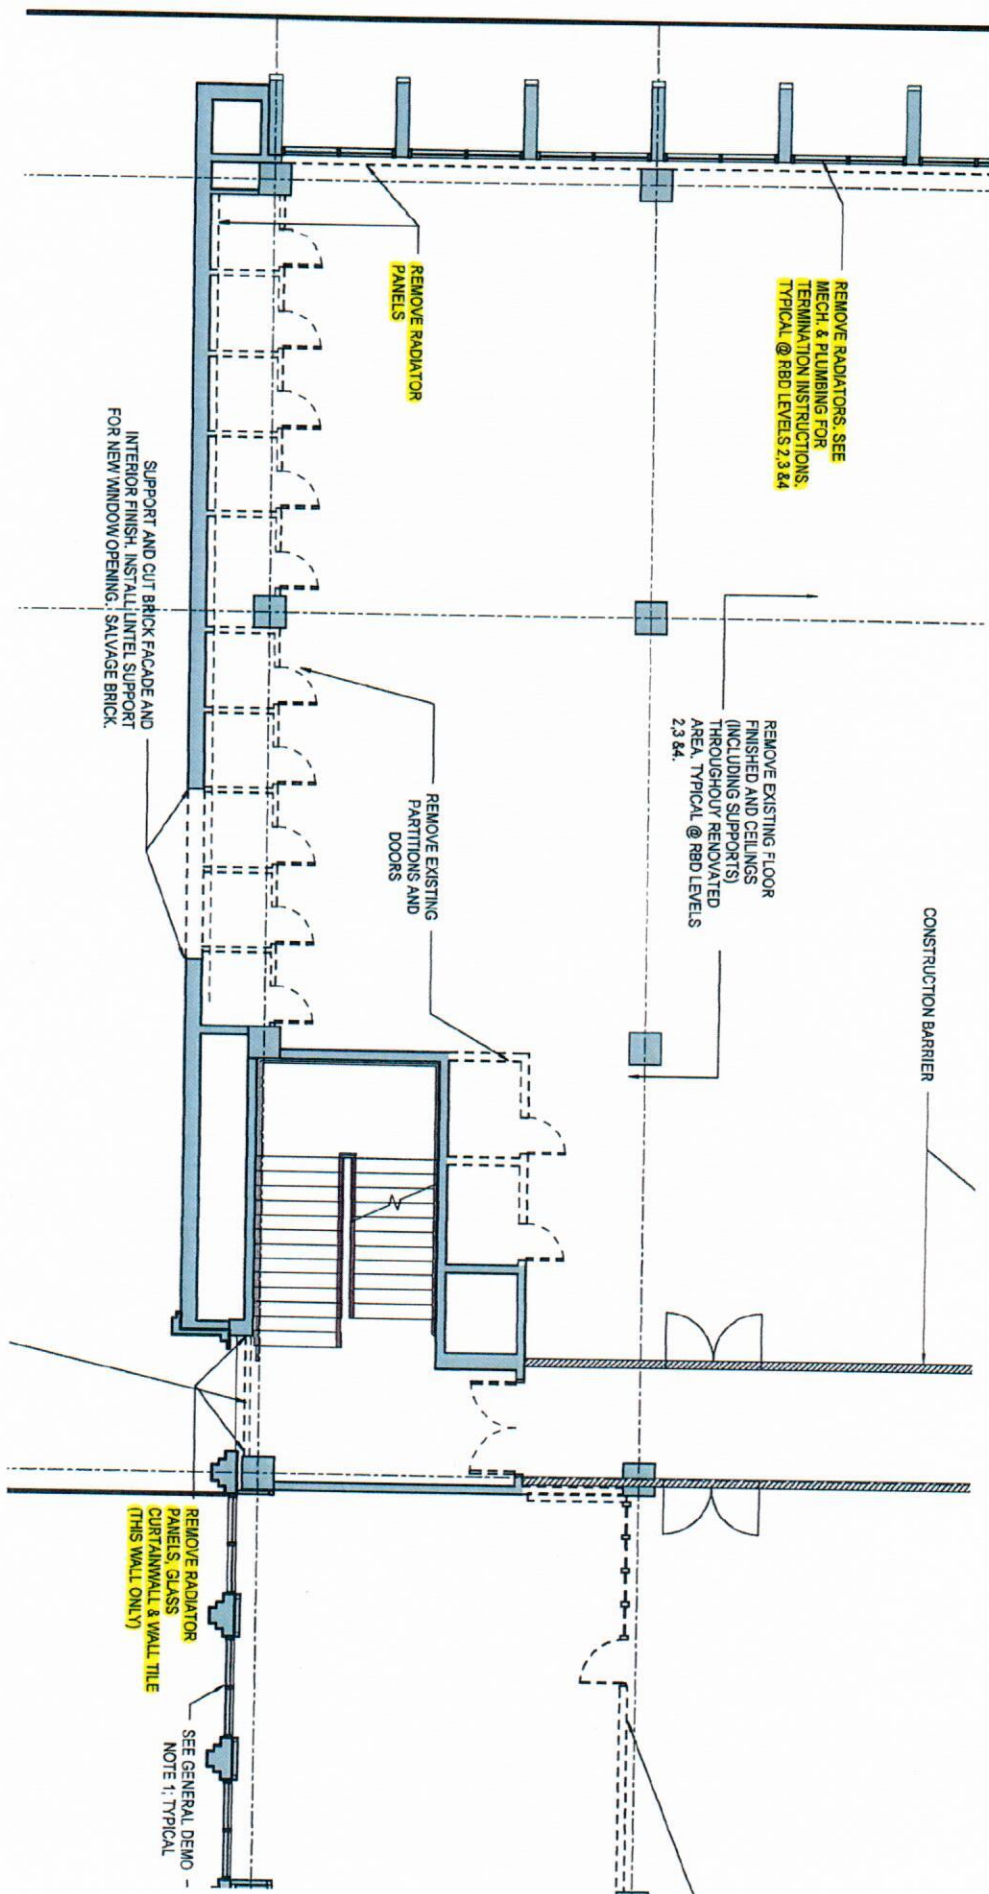 REMOVE RADIATORS. SEE
MECH. & PLUMBING FOR
TERMINATION INSTRUCTIONS.
TYPICAL @ RBD LEVELS 2,3 &4
REMOVE RADIATOR
PANELS
SUPPORT AND CUT BRICK FACADE AND
INTERIOR FINISH. INSTALL LINTEL SUPPORT
FOR NEW WINDOW OPENING. SALVAGE BRICK.
REMOVE EXISTING FLOOR
FINISHED AND CEILINGS
(INCLUDING SUPPORTS)
THROUGHOUY RENOVATED
AREA. TYPICAL @ RBD LEVELS
2,3 &4.
REMOVE EXISTING
PARTITIONS AND
DOORS
CONSTRUCTION BARRIER
REMOVE RADIATOR
PANELS, GLASS
CURTAINWALL & WALL TILE
(THIS WALL ONLY)
SEE GENERAL DEMO -
NOTE 1; TYPICAL